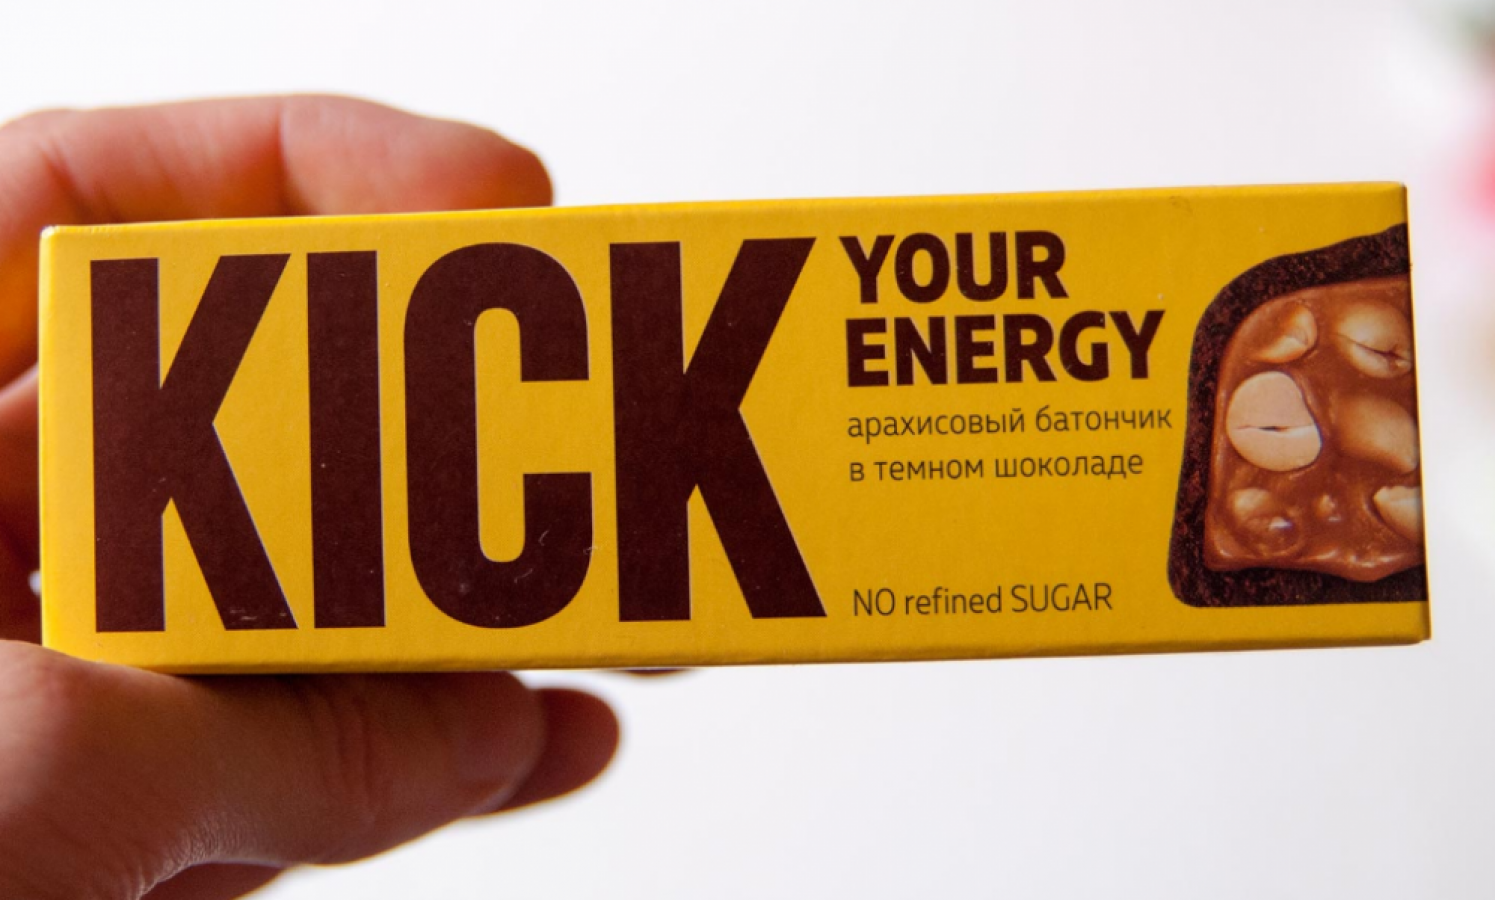 KICK
YOUR
ENERGY
арахисовый батончик
в темном шоколаде
NO refined SUGAR